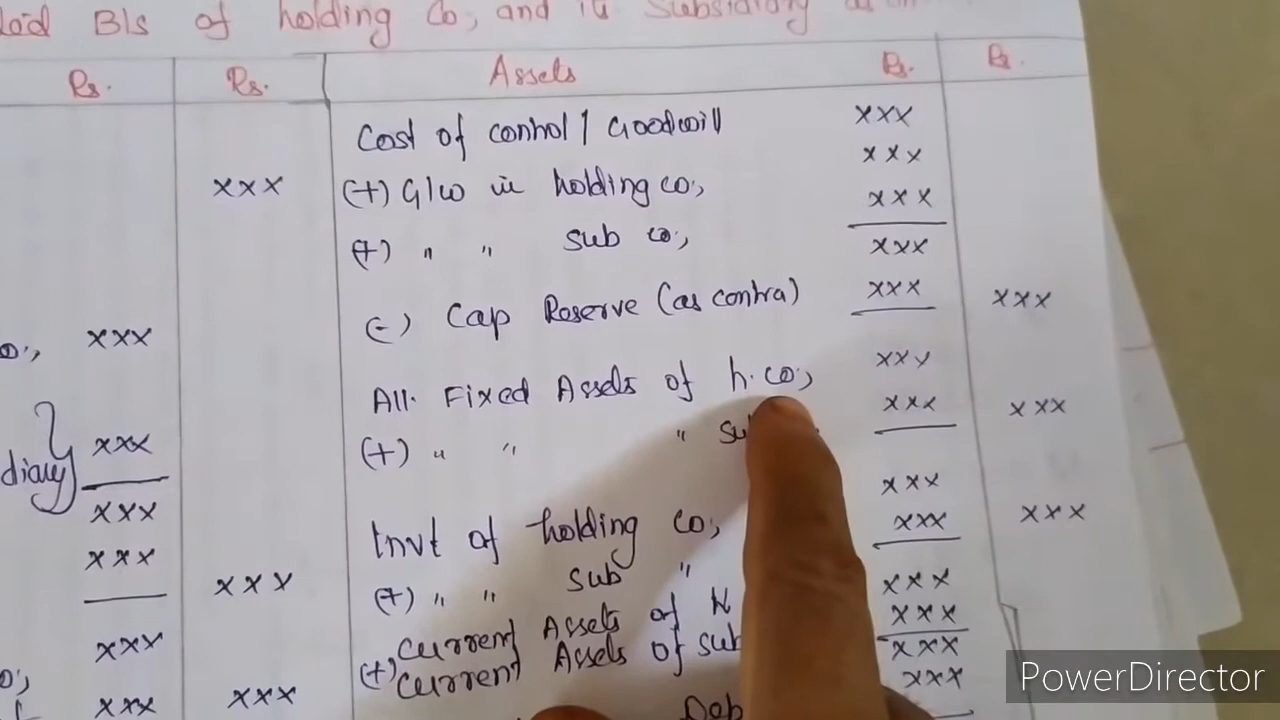 B/s of holding Co; and its subsidiary
Rs. Rs. Assets Rs. Rs.
Cost of control / Goodwill xxx
xxx (+) G/w in holding co; xxx
(+) " " sub co; xxx
xxx
(-) Cap Reserve (as contra) xxx xxx
xxx
All Fixed Assets of h.co; xxx
(+) " " " xxx xxx
diary xxx
xxx
Invt of holding co; xxx
xxx (+) " " sub " xxx xxx
xxx
Current Assets of H xxx
xxx (+) Current Assets of sub xxx
xxx
xxx xxx xxx
PowerDirector